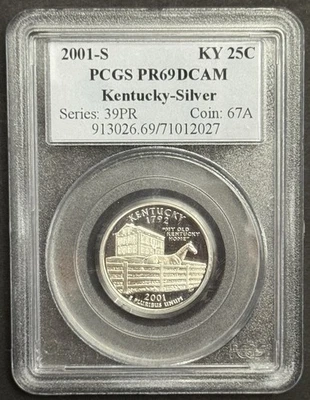 2001-S KY 25C
PCGS PR69DCAM
Kentucky-Silver
Series: 39PR Coin: 67A
913026.69/71012027
KENTUCKY
1792
"MY OLD
KENTUCKY
HOME"
2001
E PLURIBUS UNUM